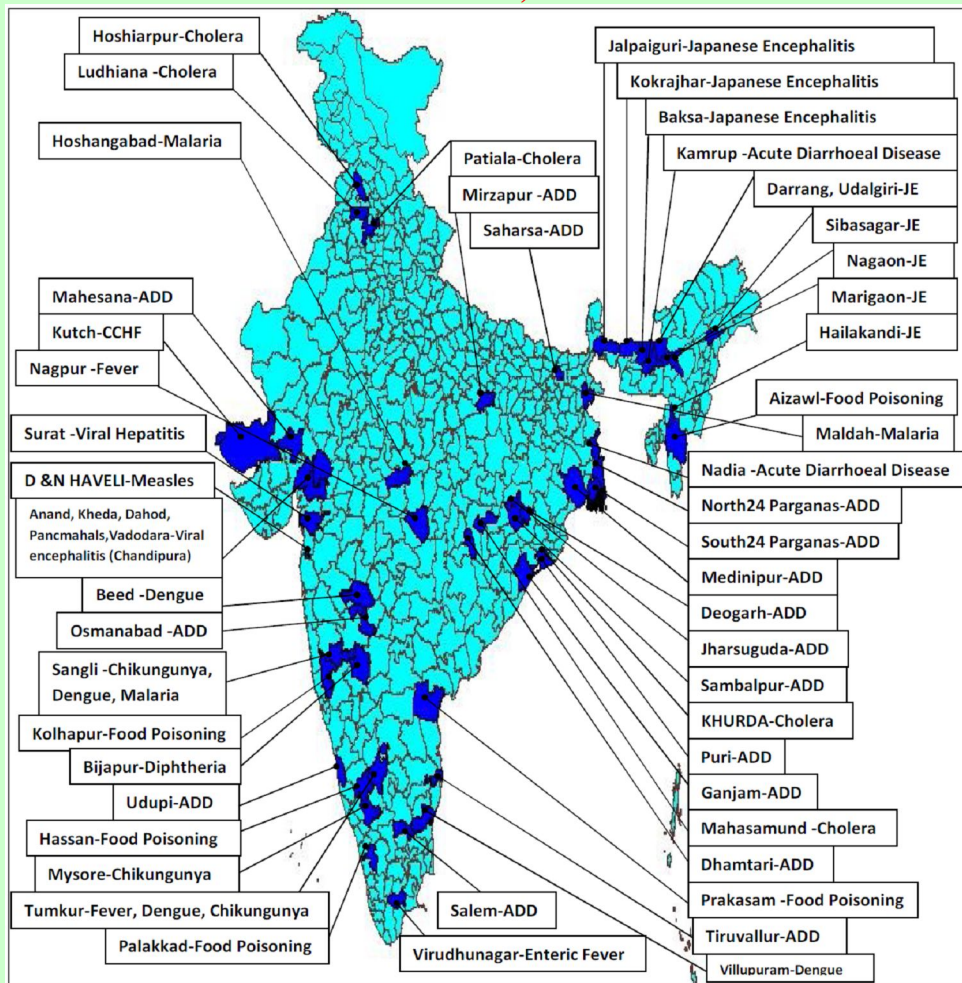 Hoshiarpur-Cholera
Ludhiana -Cholera
Hoshangabad-Malaria
Patiala-Cholera
Mirzapur -ADD
Saharsa-ADD
Jalpaiguri-Japanese Encephalitis
Kokrajhar-Japanese Encephalitis
Baksa-Japanese Encephalitis
Kamrup -Acute Diarrhoeal Disease
Darrang, Udalgiri-JE
Sibasagar-JE
Nagaon-JE
Marigaon-JE
Hailakandi-JE
Aizawl-Food Poisoning
Maldah-Malaria
Nadia -Acute Diarrhoeal Disease
North24 Parganas-ADD
South24 Parganas-ADD
Medinipur-ADD
Deogarh-ADD
Jharsuguda-ADD
Sambalpur-ADD
KHURDA-Cholera
Puri-ADD
Ganjam-ADD
Mahasamund -Cholera
Dhamtari-ADD
Prakasam -Food Poisoning
Tiruvallur-ADD
Villupuram-Dengue
Mahesana-ADD
Kutch-CCHF
Nagpur -Fever
Surat -Viral Hepatitis
D &N HAVELI-Measles
Anand, Kheda, Dahod,
Pancmahals,Vadodara-Viral
encephalitis (Chandipura)
Beed -Dengue
Osmanabad -ADD
Sangli -Chikungunya,
Dengue, Malaria
Kolhapur-Food Poisoning
Bijapur-Diphtheria
Udupi-ADD
Hassan-Food Poisoning
Mysore-Chikungunya
Tumkur-Fever, Dengue, Chikungunya
Palakkad-Food Poisoning
Salem-ADD
Virudhunagar-Enteric Fever